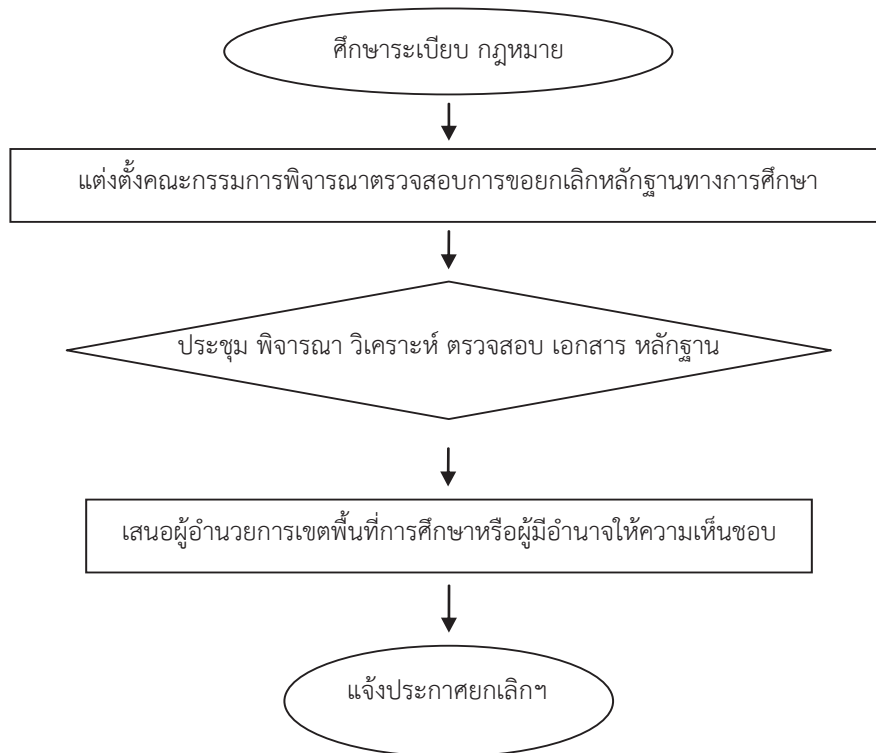 ศึกษาระเบียบ กฎหมาย
แต่งตั้งคณะกรรมการพิจารณาตรวจสอบการขอยกเลิกหลักฐานทางการศึกษา
ประชุม พิจารณา วิเคราะห์ ตรวจสอบ เอกสาร หลักฐาน
เสนอผู้อำนวยการเขตพื้นที่การศึกษาหรือผู้มีอำนาจให้ความเห็นชอบ
แจ้งประกาศยกเลิกฯ